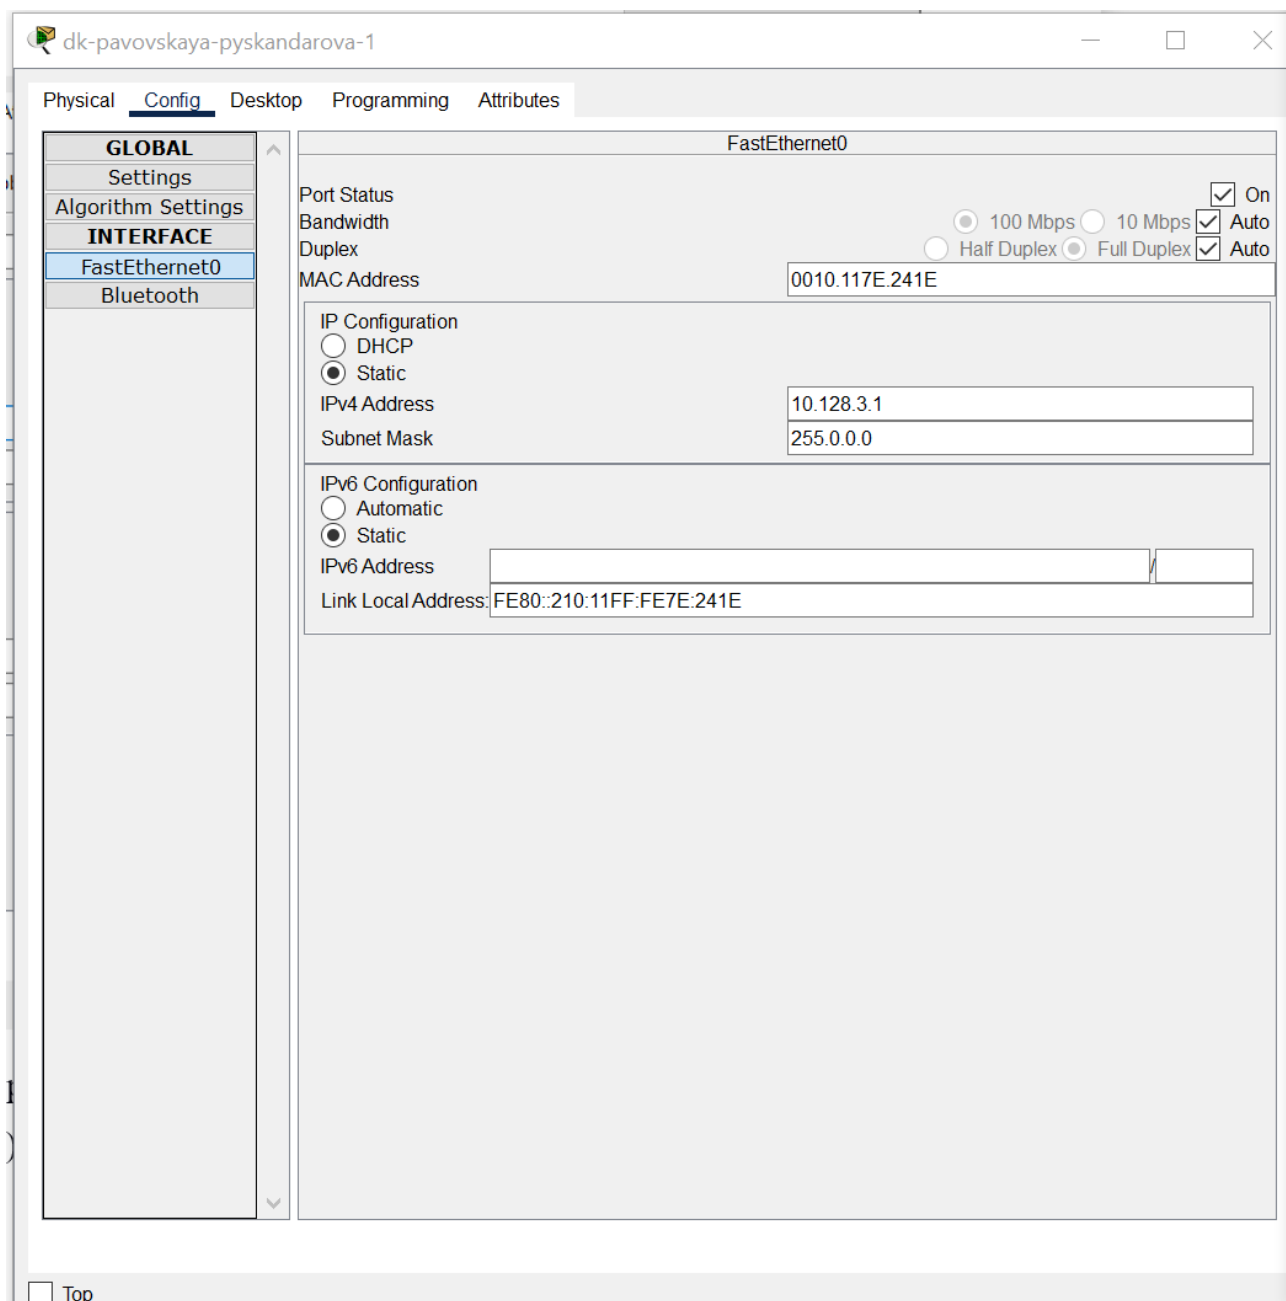 dk-pavovskaya-pyskandarova-1
Physical Config Desktop Programming Attributes
GLOBAL
Settings
Algorithm Settings
INTERFACE
FastEthernet0
Bluetooth
FastEthernet0
Port Status On
Bandwidth 100 Mbps 10 Mbps Auto
Duplex Half Duplex Full Duplex Auto
MAC Address 0010.117E.241E
IP Configuration
DHCP
Static
IPv4 Address 10.128.3.1
Subnet Mask 255.0.0.0
IPv6 Configuration
Automatic
Static
IPv6 Address /
Link Local Address: FE80::210:11FF:FE7E:241E
Top